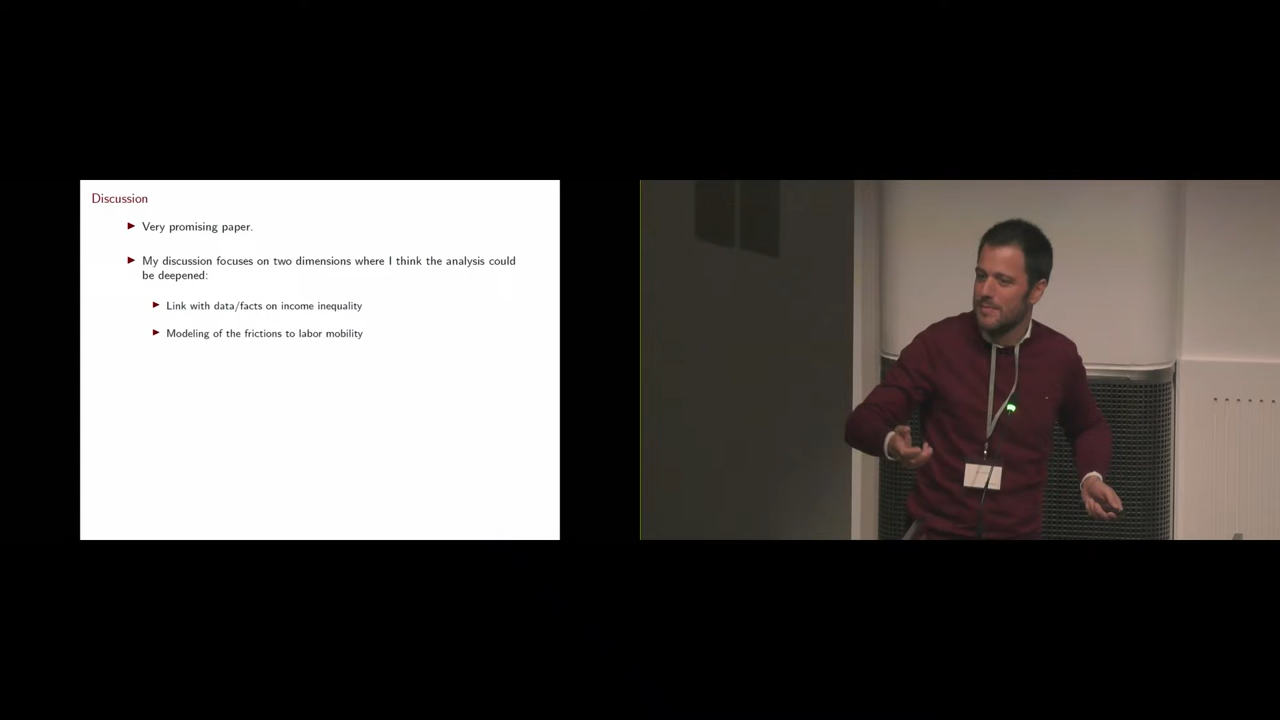 Discussion
► Very promising paper.
► My discussion focuses on two dimensions where I think the analysis could
be deepened:
► Link with data/facts on income inequality
► Modeling of the frictions to labor mobility